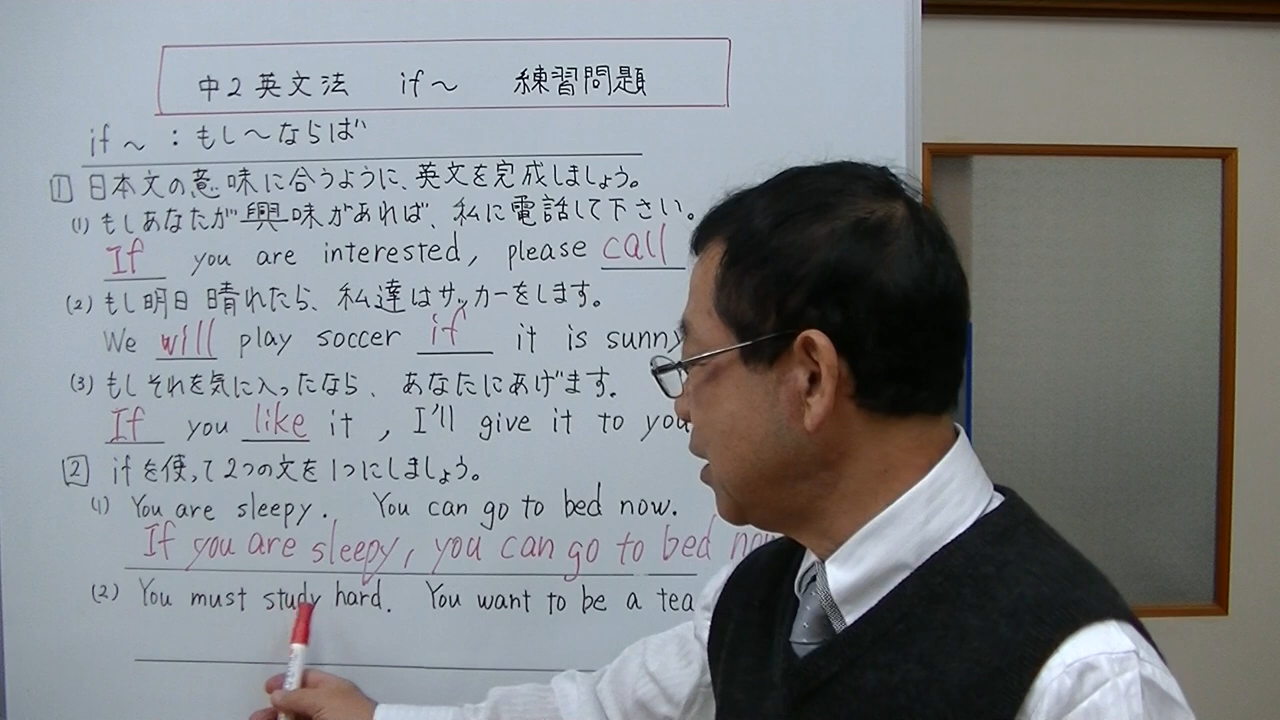 中2英文法 if～ 練習問題
if ～ : もし～ならば
1 日本文の意味に合うように、英文を完成しましょう。
(1) もしあなたが興味があれば、私に電話して下さい。
If you are interested, please call
(2) もし明日晴れたら、私達はサッカーをします。
We will play soccer if it is sunny
(3) もしそれを気に入ったなら、あなたにあげます。
If you like it, I'll give it to you
2 ifを使って2つの文を1つにしましょう。
(1) You are sleepy. You can go to bed now.
If you are sleepy, you can go to bed now
(2) You must study hard. You want to be a tea